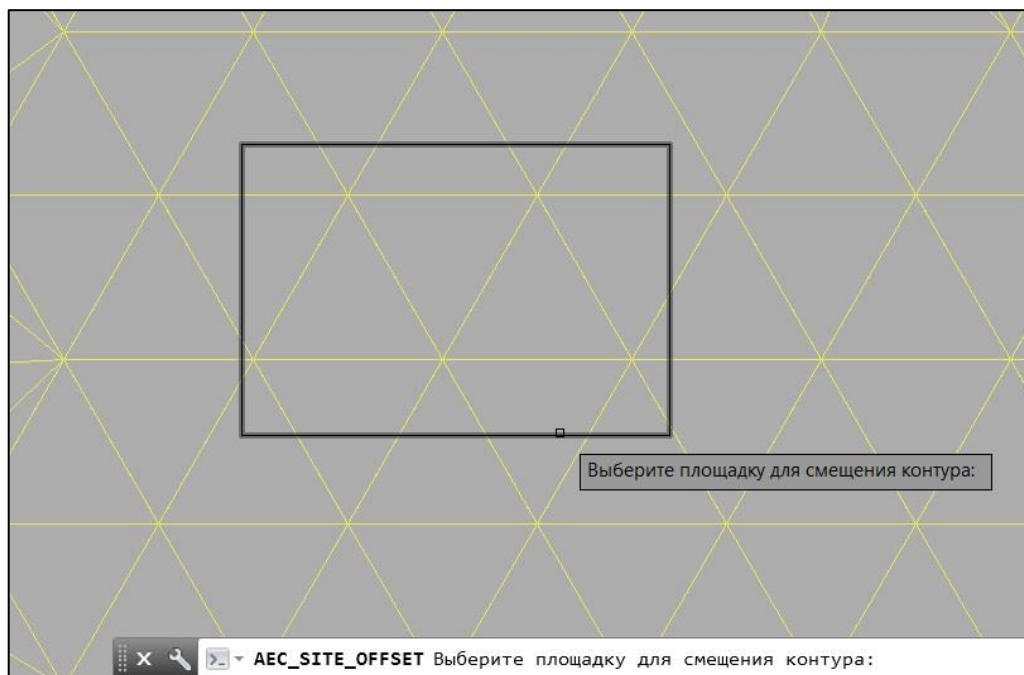 Выберите площадку для смещения контура:
AEC_SITE_OFFSET Выберите площадку для смещения контура: